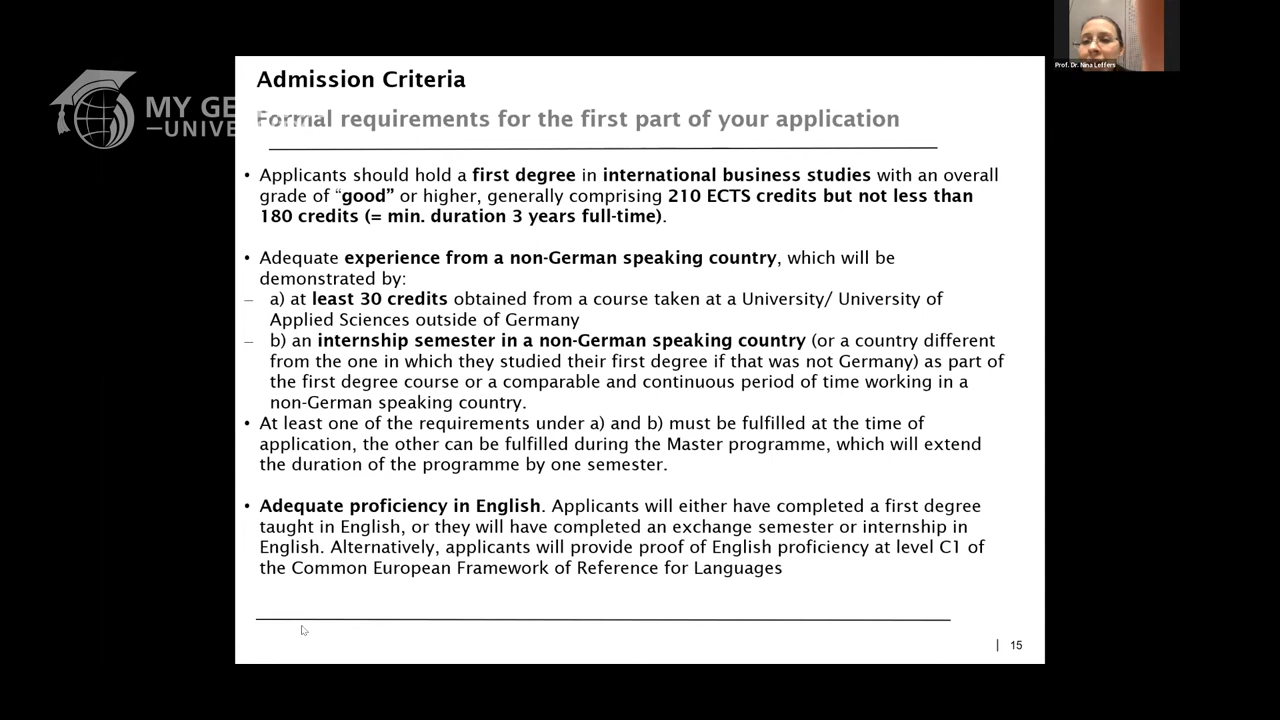 Prof. Dr. Nina Leffers
MY GE
UNIVE
Admission Criteria
Formal requirements for the first part of your application
• Applicants should hold a first degree in international business studies with an overall
grade of “good” or higher, generally comprising 210 ECTS credits but not less than
180 credits (= min. duration 3 years full-time).
• Adequate experience from a non-German speaking country, which will be
demonstrated by:
– a) at least 30 credits obtained from a course taken at a University/ University of
Applied Sciences outside of Germany
– b) an internship semester in a non-German speaking country (or a country different
from the one in which they studied their first degree if that was not Germany) as part of
the first degree course or a comparable and continuous period of time working in a
non-German speaking country.
• At least one of the requirements under a) and b) must be fulfilled at the time of
application, the other can be fulfilled during the Master programme, which will extend
the duration of the programme by one semester.
• Adequate proficiency in English. Applicants will either have completed a first degree
taught in English, or they will have completed an exchange semester or internship in
English. Alternatively, applicants will provide proof of English proficiency at level C1 of
the Common European Framework of Reference for Languages
| 15